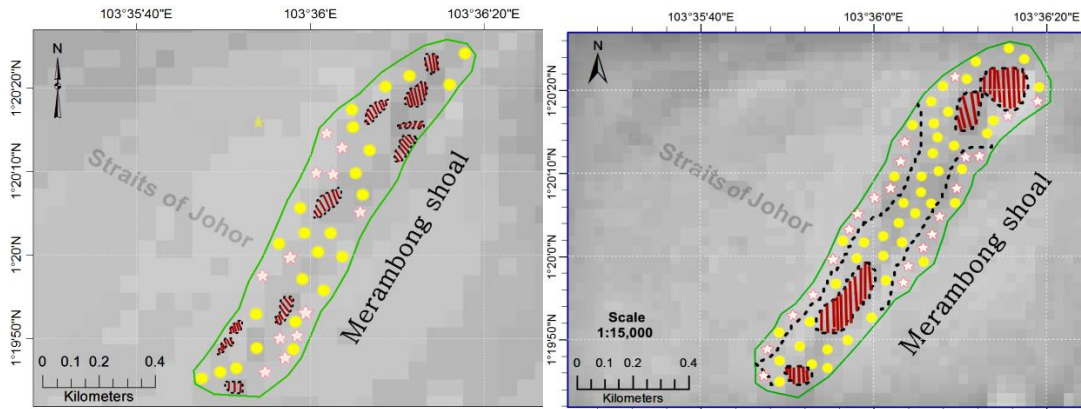 103°35'40"E 103°36'E 103°36'20"E
N
1°20'20"N
1°20'10"N
1°20'N
1°19'50"N
Straits of Johor
Merambong shoal
0 0.1 0.2 0.4
Kilometers
103°35'40"E 103°36'0"E 103°36'20"E
N
1°20'20"N
1°20'10"N
1°20'0"N
1°19'50"N
Straits of Johor
Merambong shoal
Scale
1:15,000
0 0.1 0.2 0.4
Kilometers